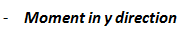 - Moment in y direction